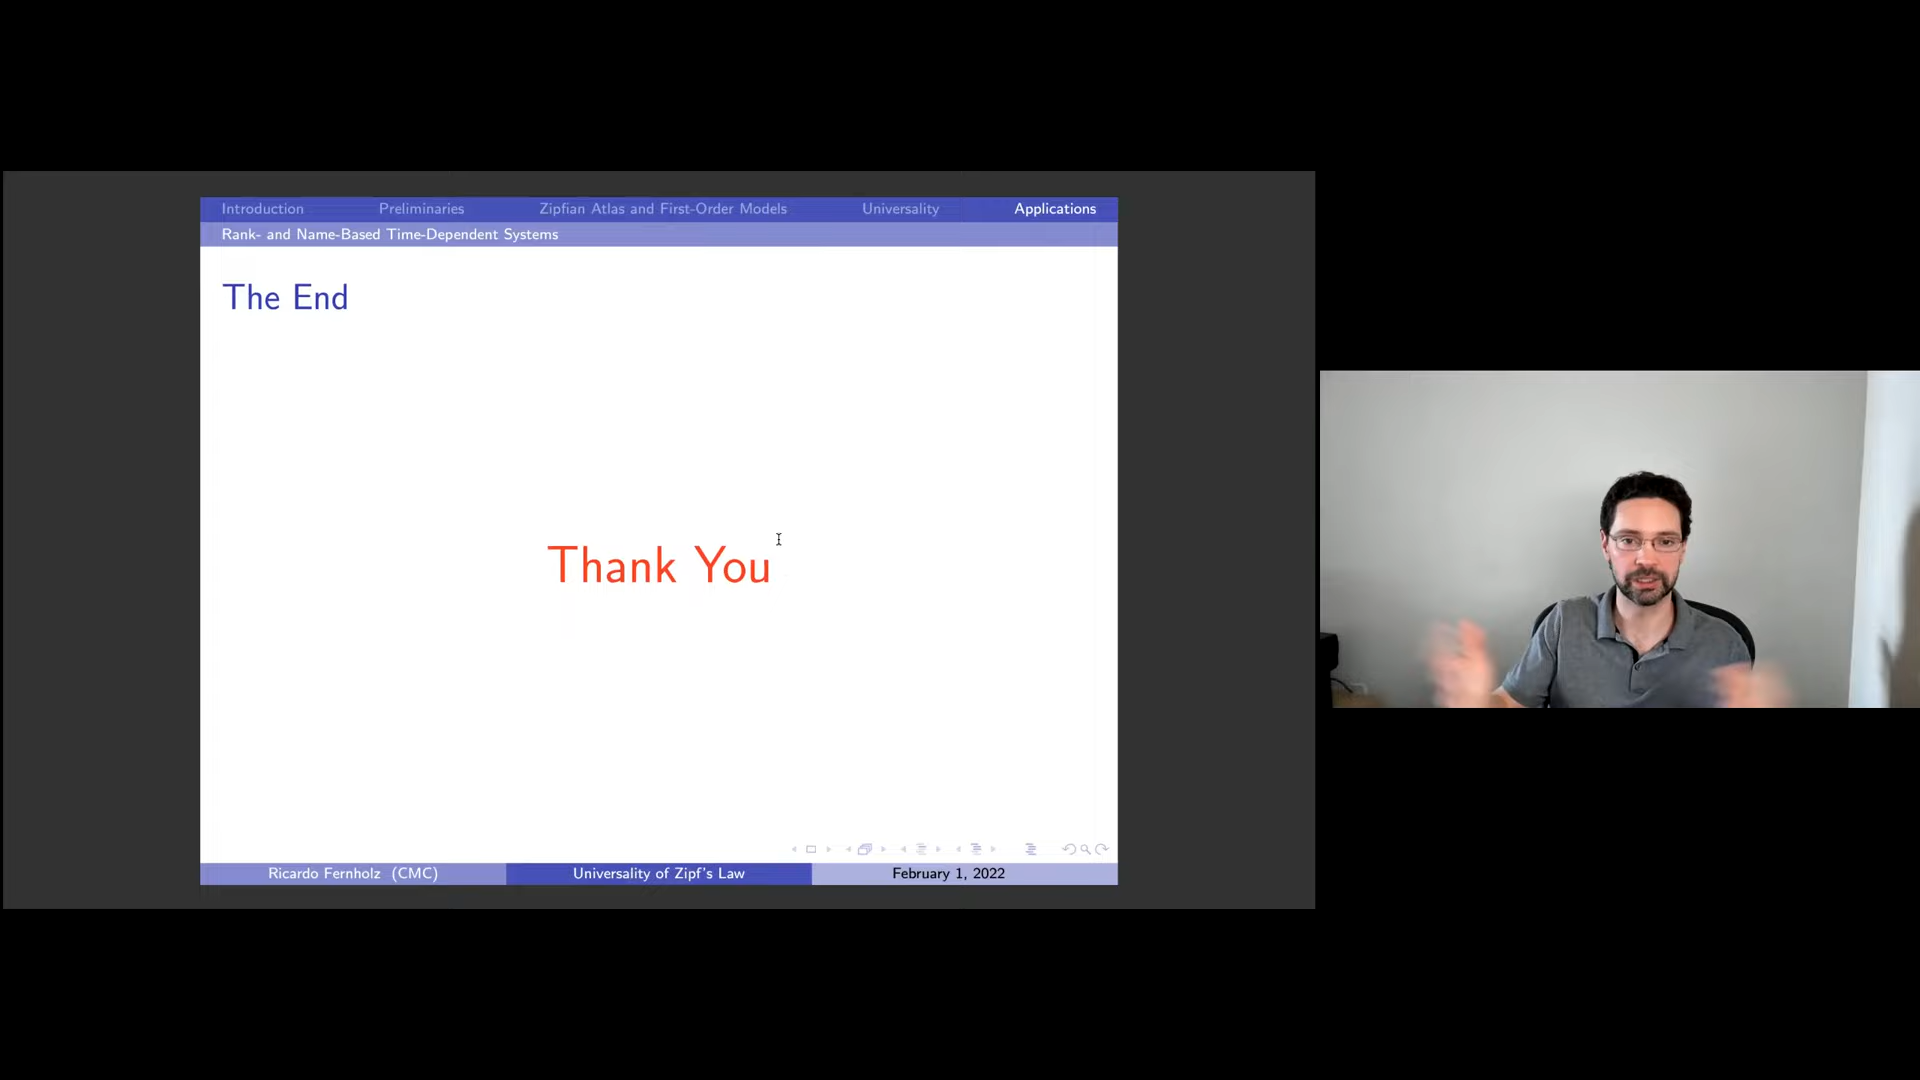 Introduction Preliminaries Zipfian Atlas and First-Order Models Universality Applications
Rank- and Name-Based Time-Dependent Systems
The End
Thank You
Ricardo Fernholz (CMC) Universality of Zipf's Law February 1, 2022